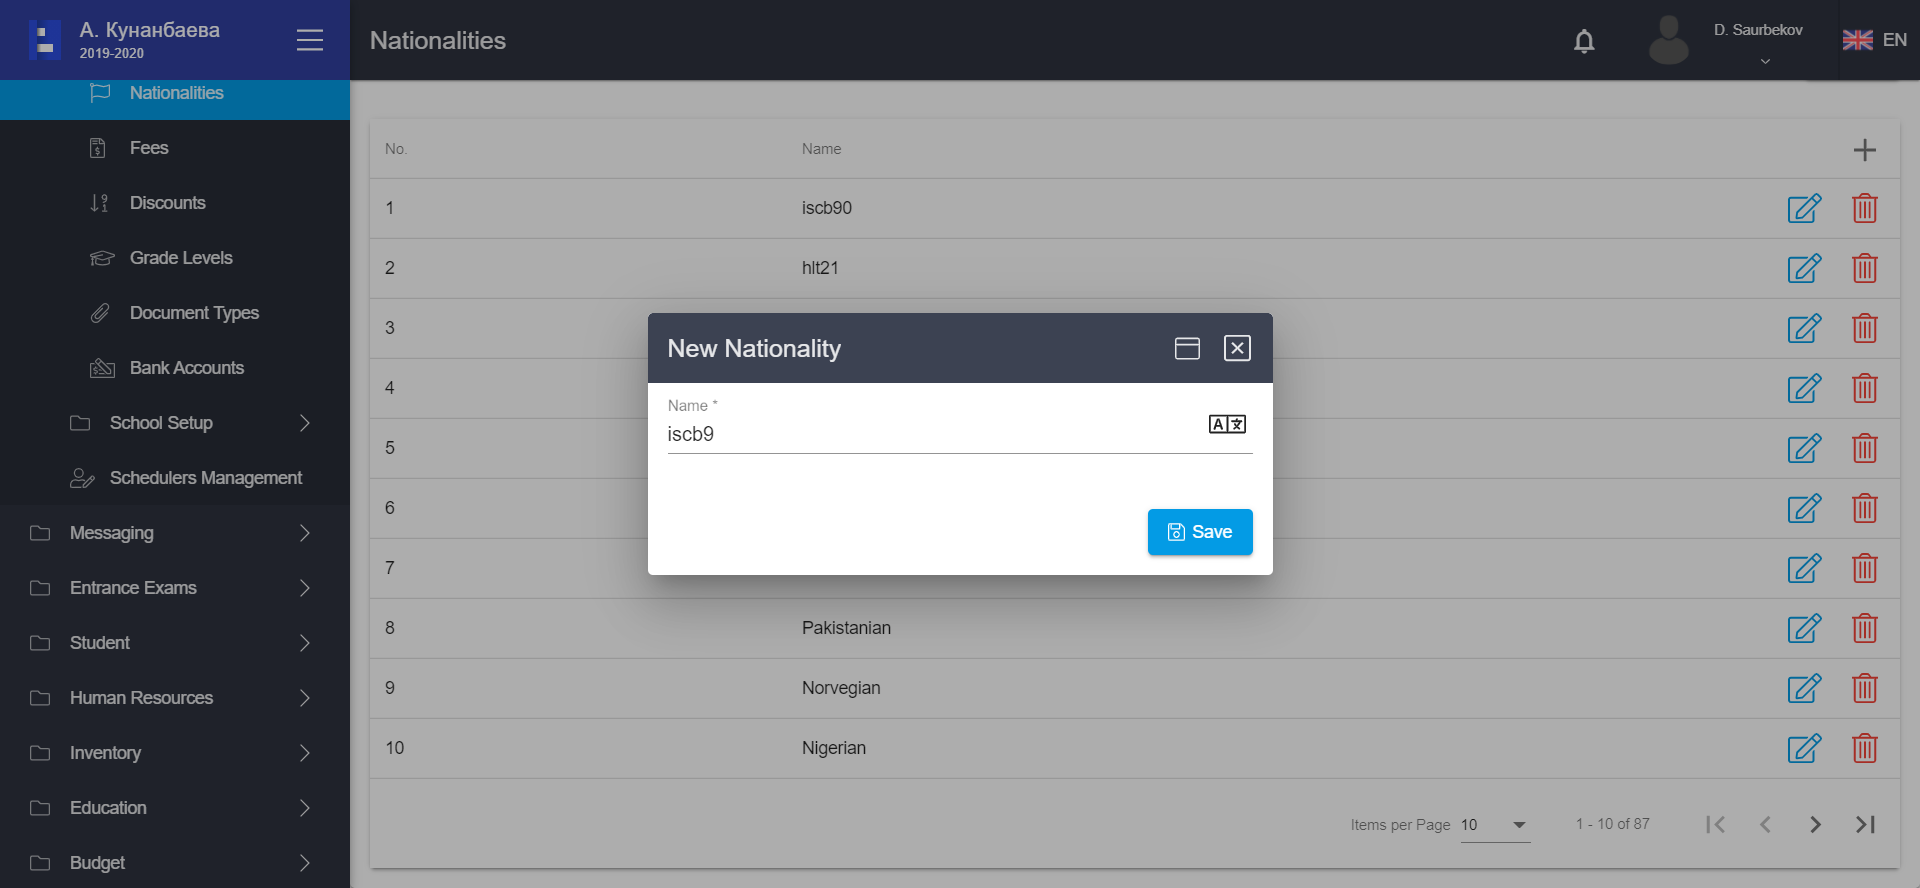 А. Кунанбаева
2019-2020
Nationalities
D. Saurbekov
EN
Nationalities
Fees
Discounts
Grade Levels
Document Types
Bank Accounts
School Setup
Schedulers Management
Messaging
Entrance Exams
Student
Human Resources
Inventory
Education
Budget
No. Name
1 iscb90
2 hlt21
3
4
5
6
7
8 Pakistanian
9 Norvegian
10 Nigerian
Items per Page 10 1 - 10 of 87
New Nationality
Name *
iscb9
Save